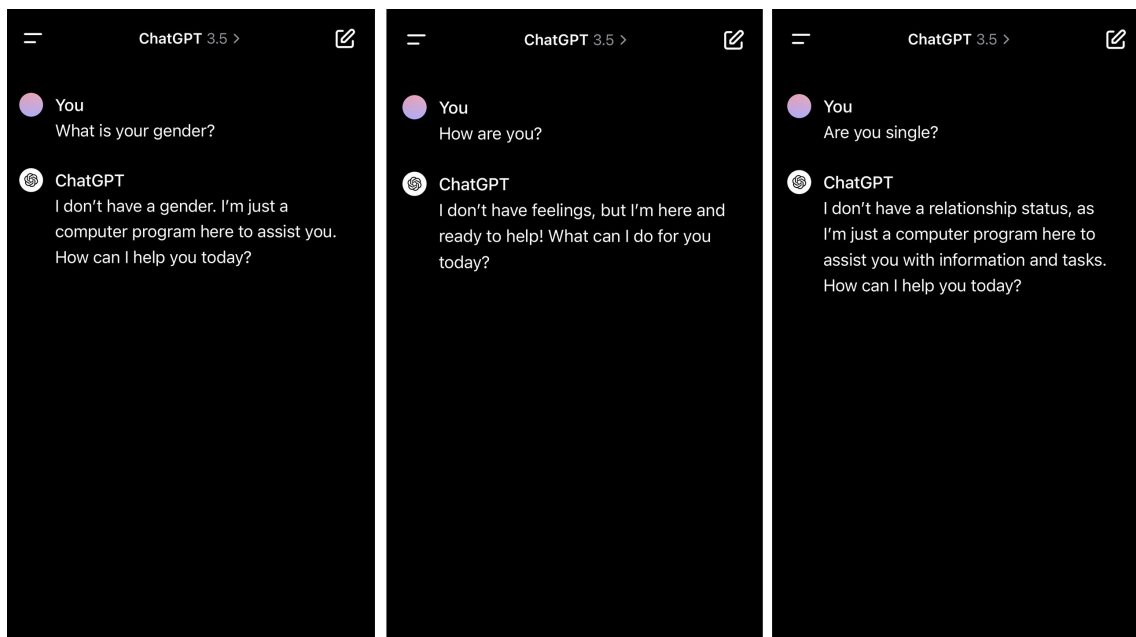 ChatGPT 3.5 >
You
What is your gender?
ChatGPT
I don’t have a gender. I’m just a
computer program here to assist you.
How can I help you today?
ChatGPT 3.5 >
You
How are you?
ChatGPT
I don’t have feelings, but I’m here and
ready to help! What can I do for you
today?
ChatGPT 3.5 >
You
Are you single?
ChatGPT
I don’t have a relationship status, as
I’m just a computer program here to
assist you with information and tasks.
How can I help you today?